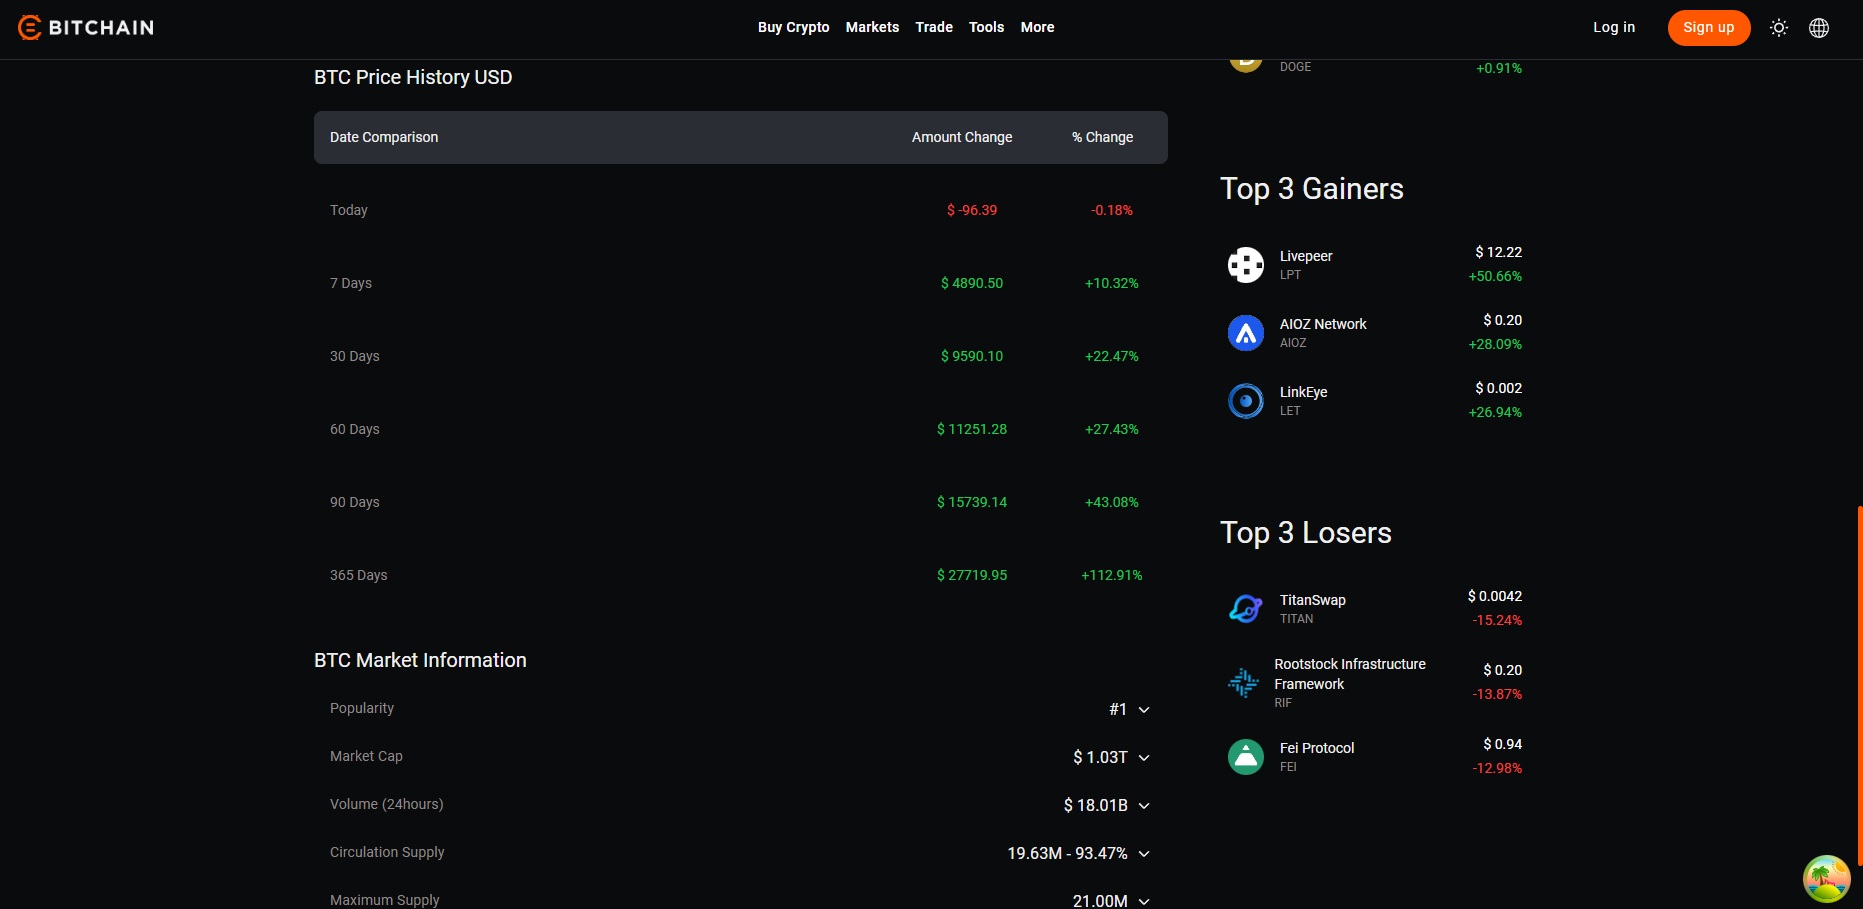 BITCHAIN
Buy Crypto Markets Trade Tools More
Log in
Sign up
BTC Price History USD
Date Comparison Amount Change % Change
Today $ -96.39 -0.18%
7 Days $ 4890.50 +10.32%
30 Days $ 9590.10 +22.47%
60 Days $ 11251.28 +27.43%
90 Days $ 15739.14 +43.08%
365 Days $ 27719.95 +112.91%
BTC Market Information
Popularity #1
Market Cap $ 1.03T
Volume (24hours) $ 18.01B
Circulation Supply 19.63M - 93.47%
Maximum Supply 21.00M
DOGE +0.91%
Top 3 Gainers
Livepeer $ 12.22
LPT +50.66%
AIOZ Network $ 0.20
AIOZ +28.09%
LinkEye $ 0.002
LET +26.94%
Top 3 Losers
TitanSwap $ 0.0042
TITAN -15.24%
Rootstock Infrastructure $ 0.20
Framework -13.87%
RIF
Fei Protocol $ 0.94
FEI -12.98%